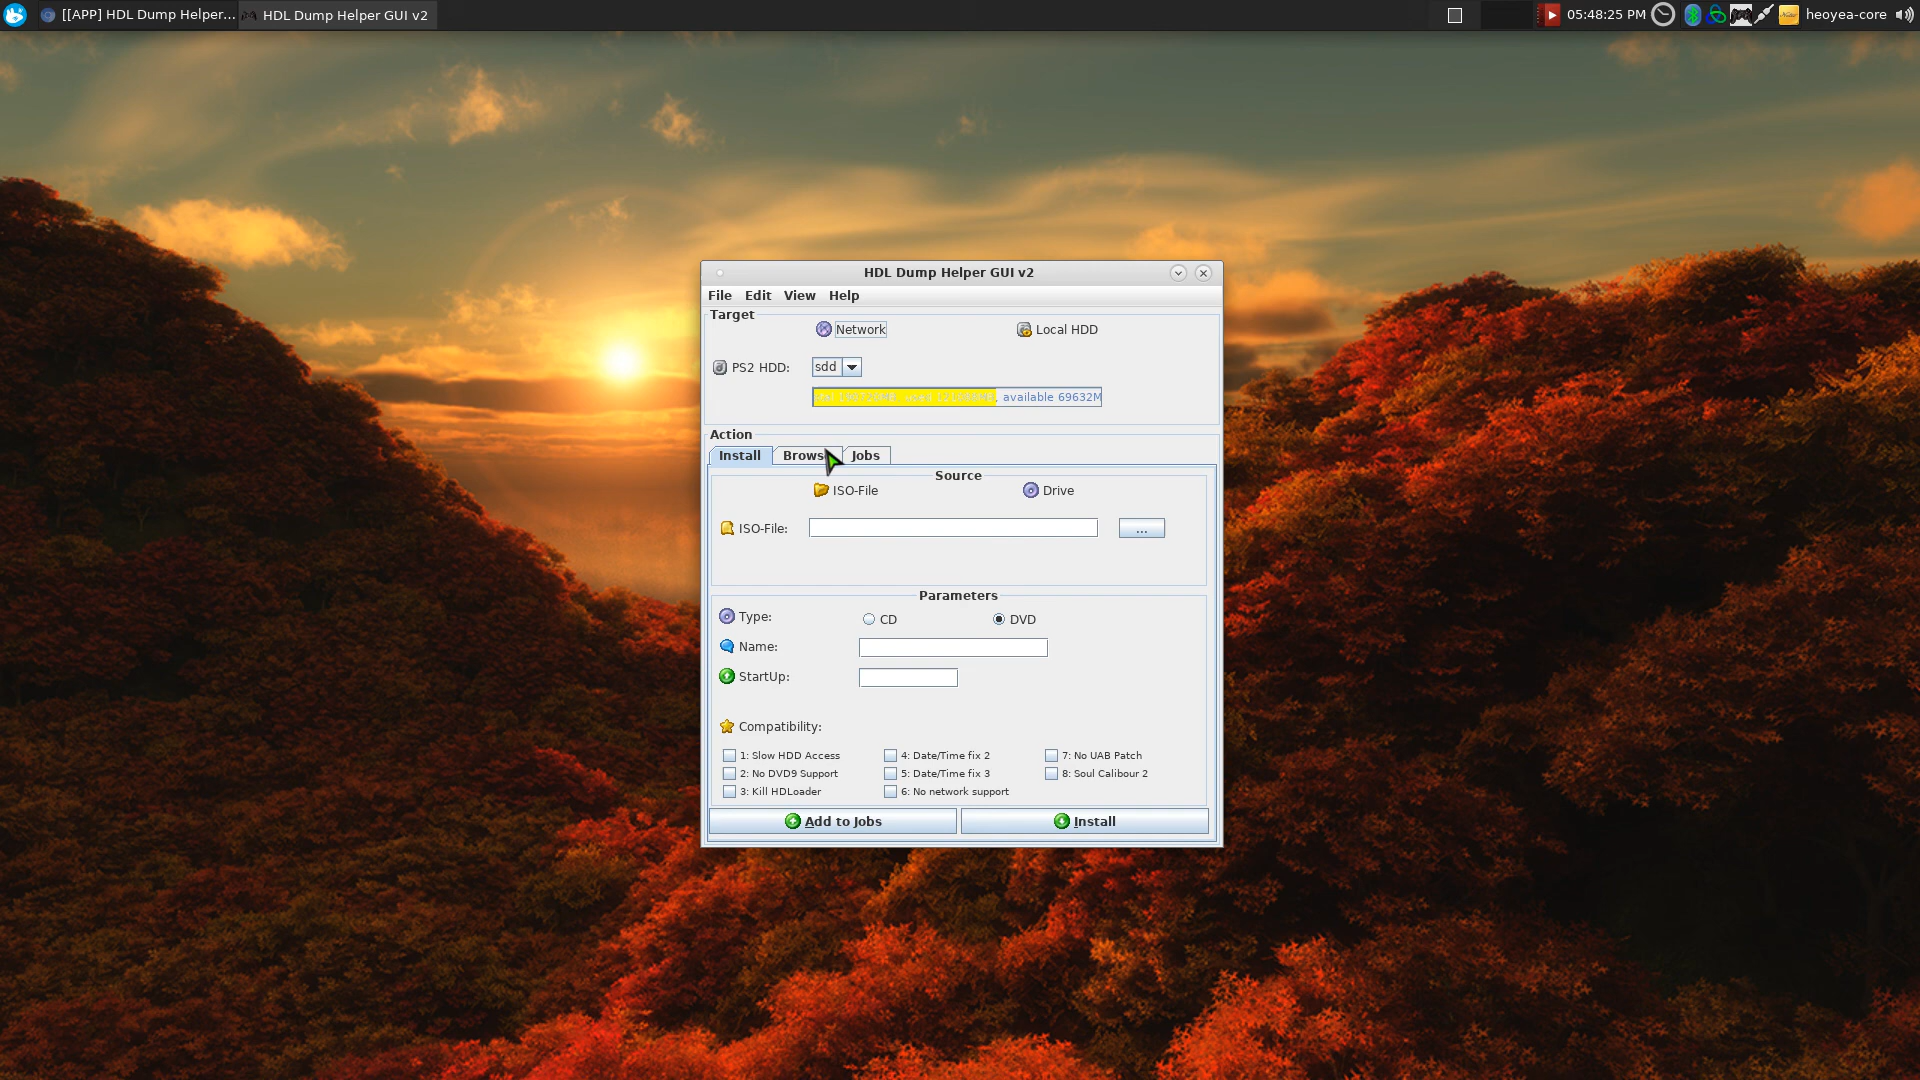 [[APP] HDL Dump Helper...
HDL Dump Helper GUI v2
05:48:25 PM
heoyea-core
HDL Dump Helper GUI v2
File Edit View Help
Target
Network
Local HDD
PS2 HDD:
sdd
, available 69632M
Action
Install
Brows
Jobs
Source
ISO-File
Drive
ISO-File:
...
Parameters
Type:
CD
DVD
Name:
StartUp:
Compatibility:
1: Slow HDD Access
4: Date/Time fix 2
7: No UAB Patch
2: No DVD9 Support
5: Date/Time fix 3
8: Soul Calibour 2
3: Kill HDLoader
6: No network support
Add to Jobs
Install